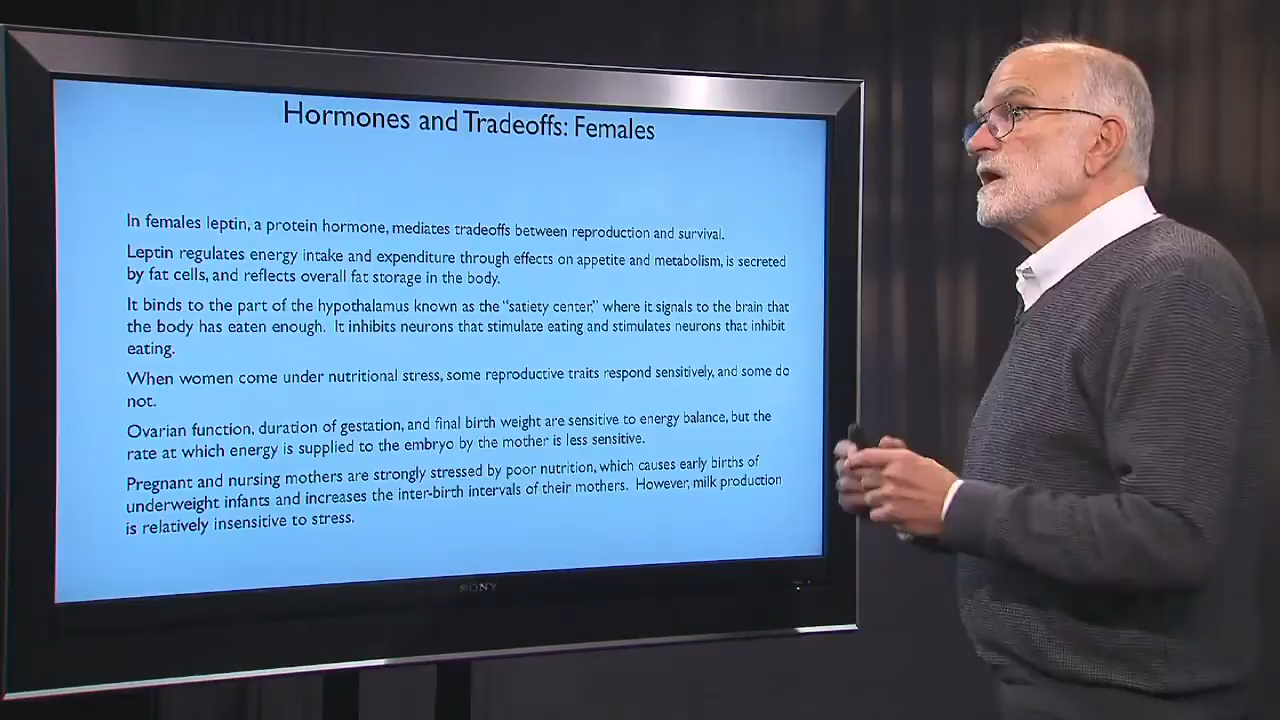 Hormones and Tradeoffs: Females
In females leptin, a protein hormone, mediates tradeoffs between reproduction and survival.
Leptin regulates energy intake and expenditure through effects on appetite and metabolism, is secreted
by fat cells, and reflects overall fat storage in the body.
It binds to the part of the hypothalamus known as the “satiety center,” where it signals to the brain that
the body has eaten enough. It inhibits neurons that stimulate eating and stimulates neurons that inhibit
eating.
When women come under nutritional stress, some reproductive traits respond sensitively, and some do
not.
Ovarian function, duration of gestation, and final birth weight are sensitive to energy balance, but the
rate at which energy is supplied to the embryo by the mother is less sensitive.
Pregnant and nursing mothers are strongly stressed by poor nutrition, which causes early births of
underweight infants and increases the inter-birth intervals of their mothers. However, milk production
is relatively insensitive to stress.
SONY